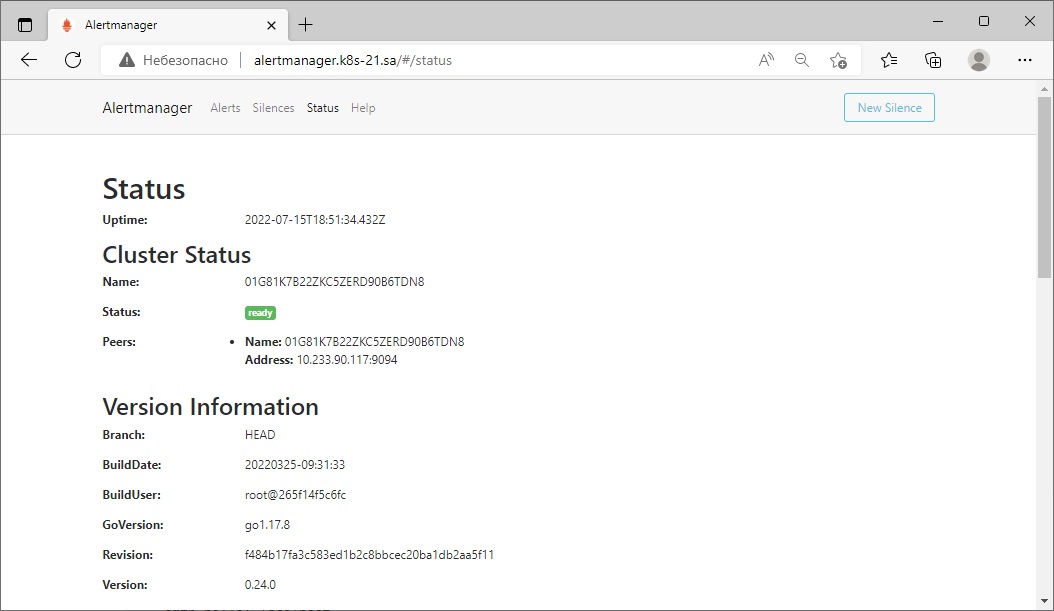 Alertmanager
Небезопасно
alertmanager.k8s-21.sa/#/status
Alertmanager Alerts Silences Status Help New Silence
Status
Uptime: 2022-07-15T18:51:34.432Z
Cluster Status
Name: 01G81K7B22ZKC5ZERD90B6TDN8
Status: ready
Peers: • Name: 01G81K7B22ZKC5ZERD90B6TDN8
Address: 10.233.90.117:9094
Version Information
Branch: HEAD
BuildDate: 20220325-09:31:33
BuildUser: root@265f14f5c6fc
GoVersion: go1.17.8
Revision: f484b17fa3c583ed1b2c8bbcec20ba1db2aa5f11
Version: 0.24.0